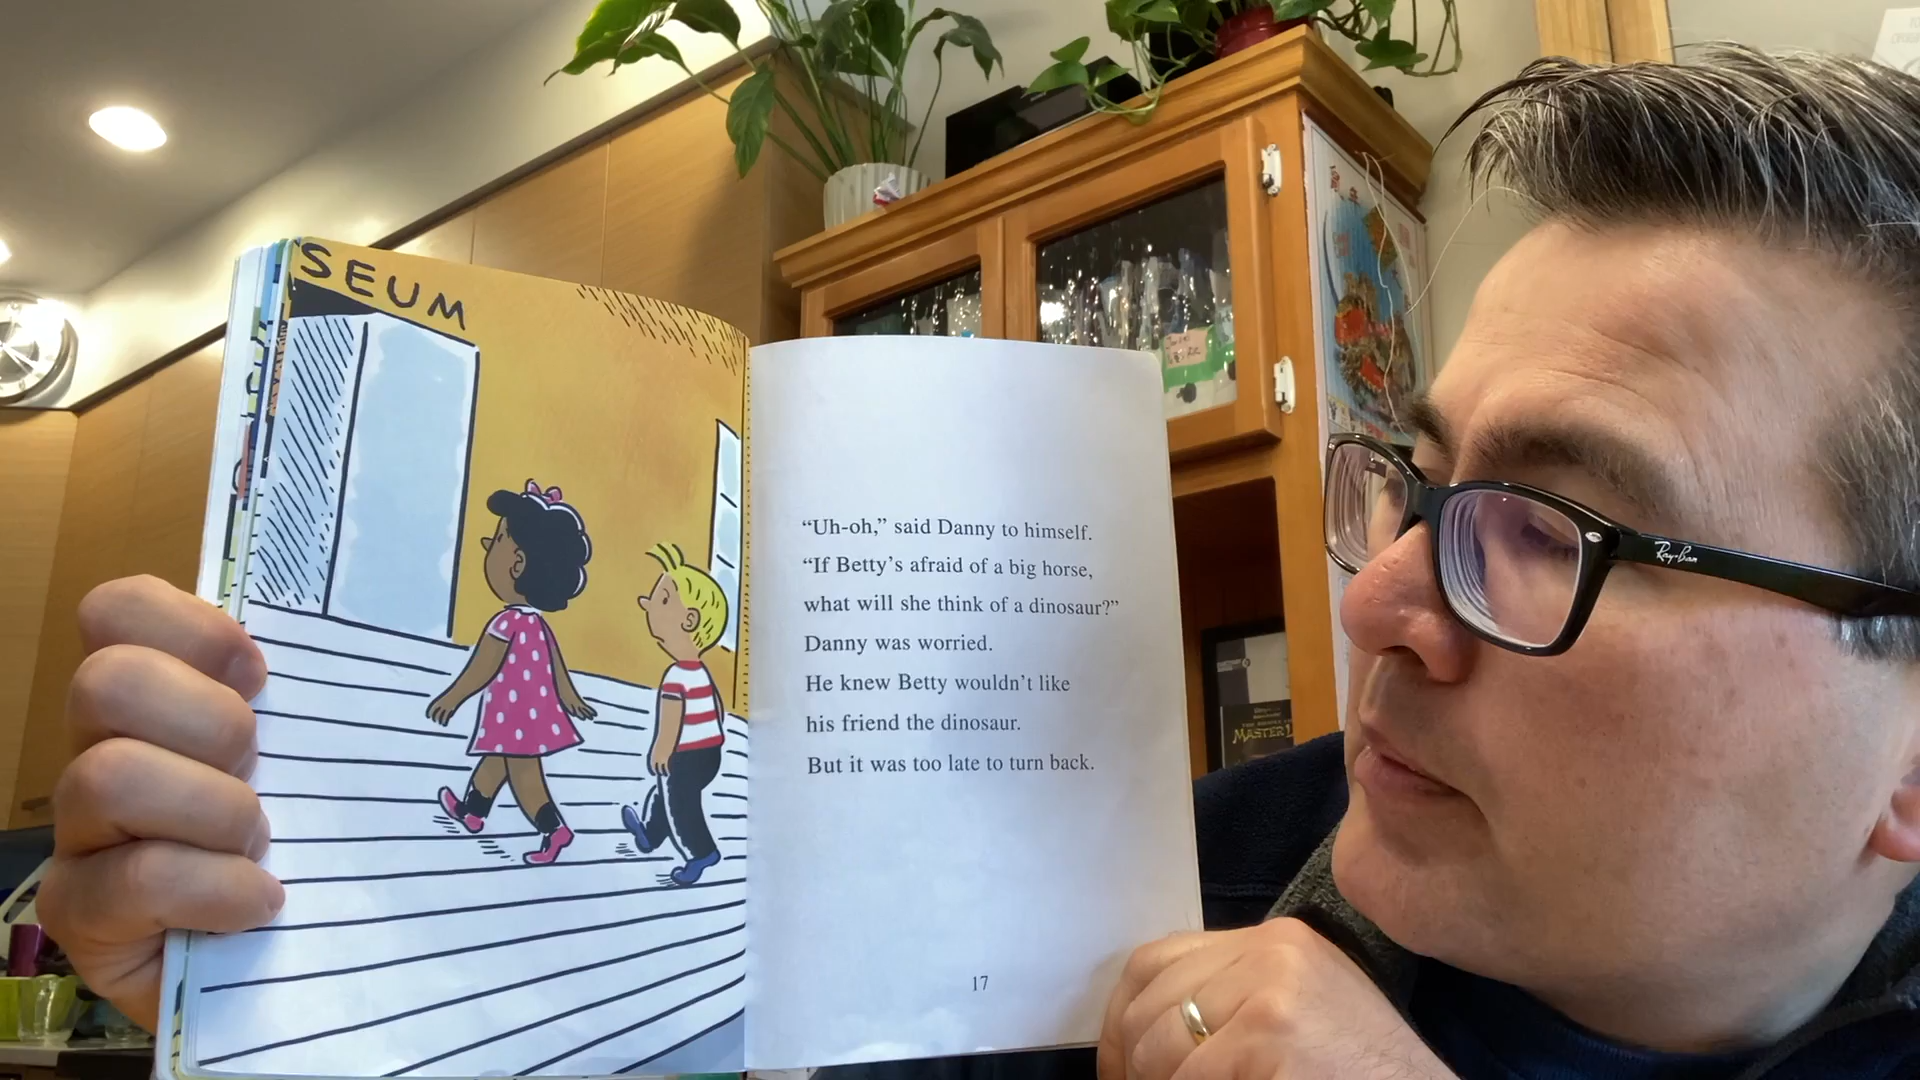 SEUM
“Uh-oh,” said Danny to himself.
“If Betty’s afraid of a big horse,
what will she think of a dinosaur?”
Danny was worried.
He knew Betty wouldn’t like
his friend the dinosaur.
But it was too late to turn back.
17
Ray-Ban